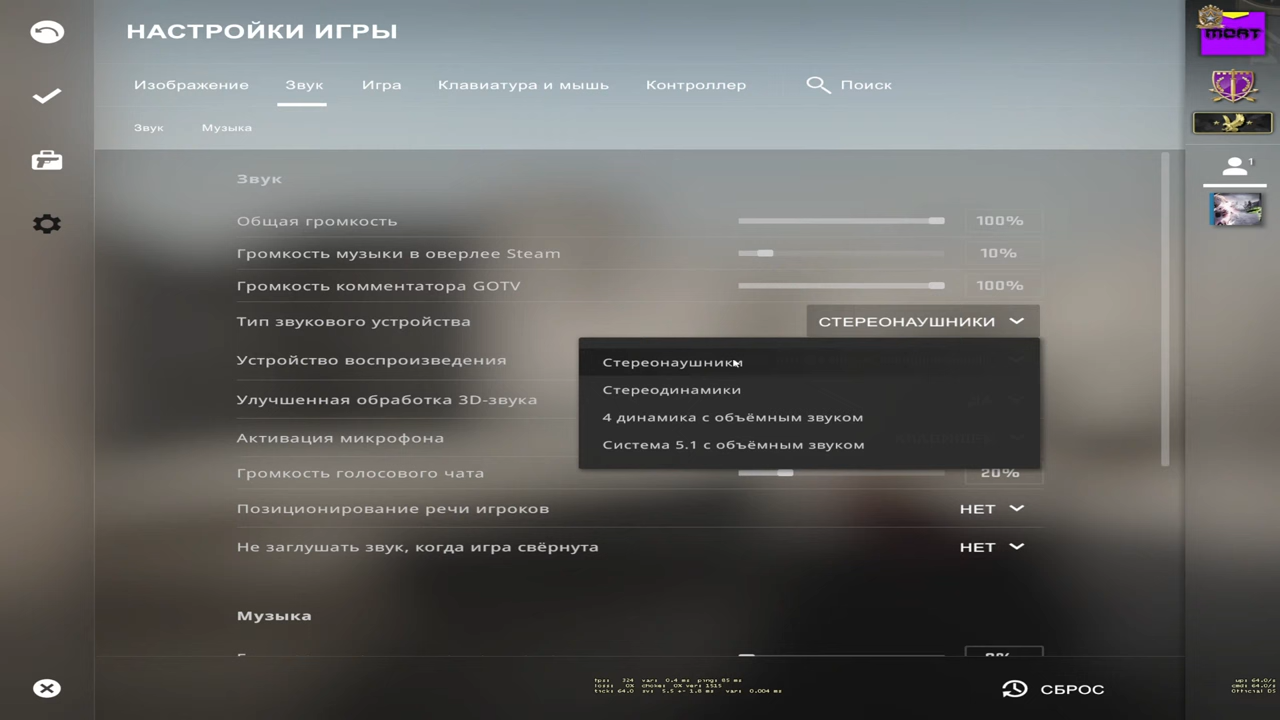 НАСТРОЙКИ ИГРЫ
Изображение Звук Игра Клавиатура и мышь Контроллер Поиск
Звук Музыка
Звук
Общая громкость 100%
Громкость музыки в оверлее Steam 10%
Громкость комментатора GOTV 100%
Тип звукового устройства СТЕРЕОНАУШНИКИ
Устройство воспроизведения
Стереонаушники
Стереодинамики
4 динамика с объёмным звуком
Система 5.1 с объёмным звуком
Улучшенная обработка 3D-звука ДА
Активация микрофона
Громкость голосового чата 20%
Позиционирование речи игроков НЕТ
Не заглушать звук, когда игра свёрнута НЕТ
Музыка
СБРОС
1